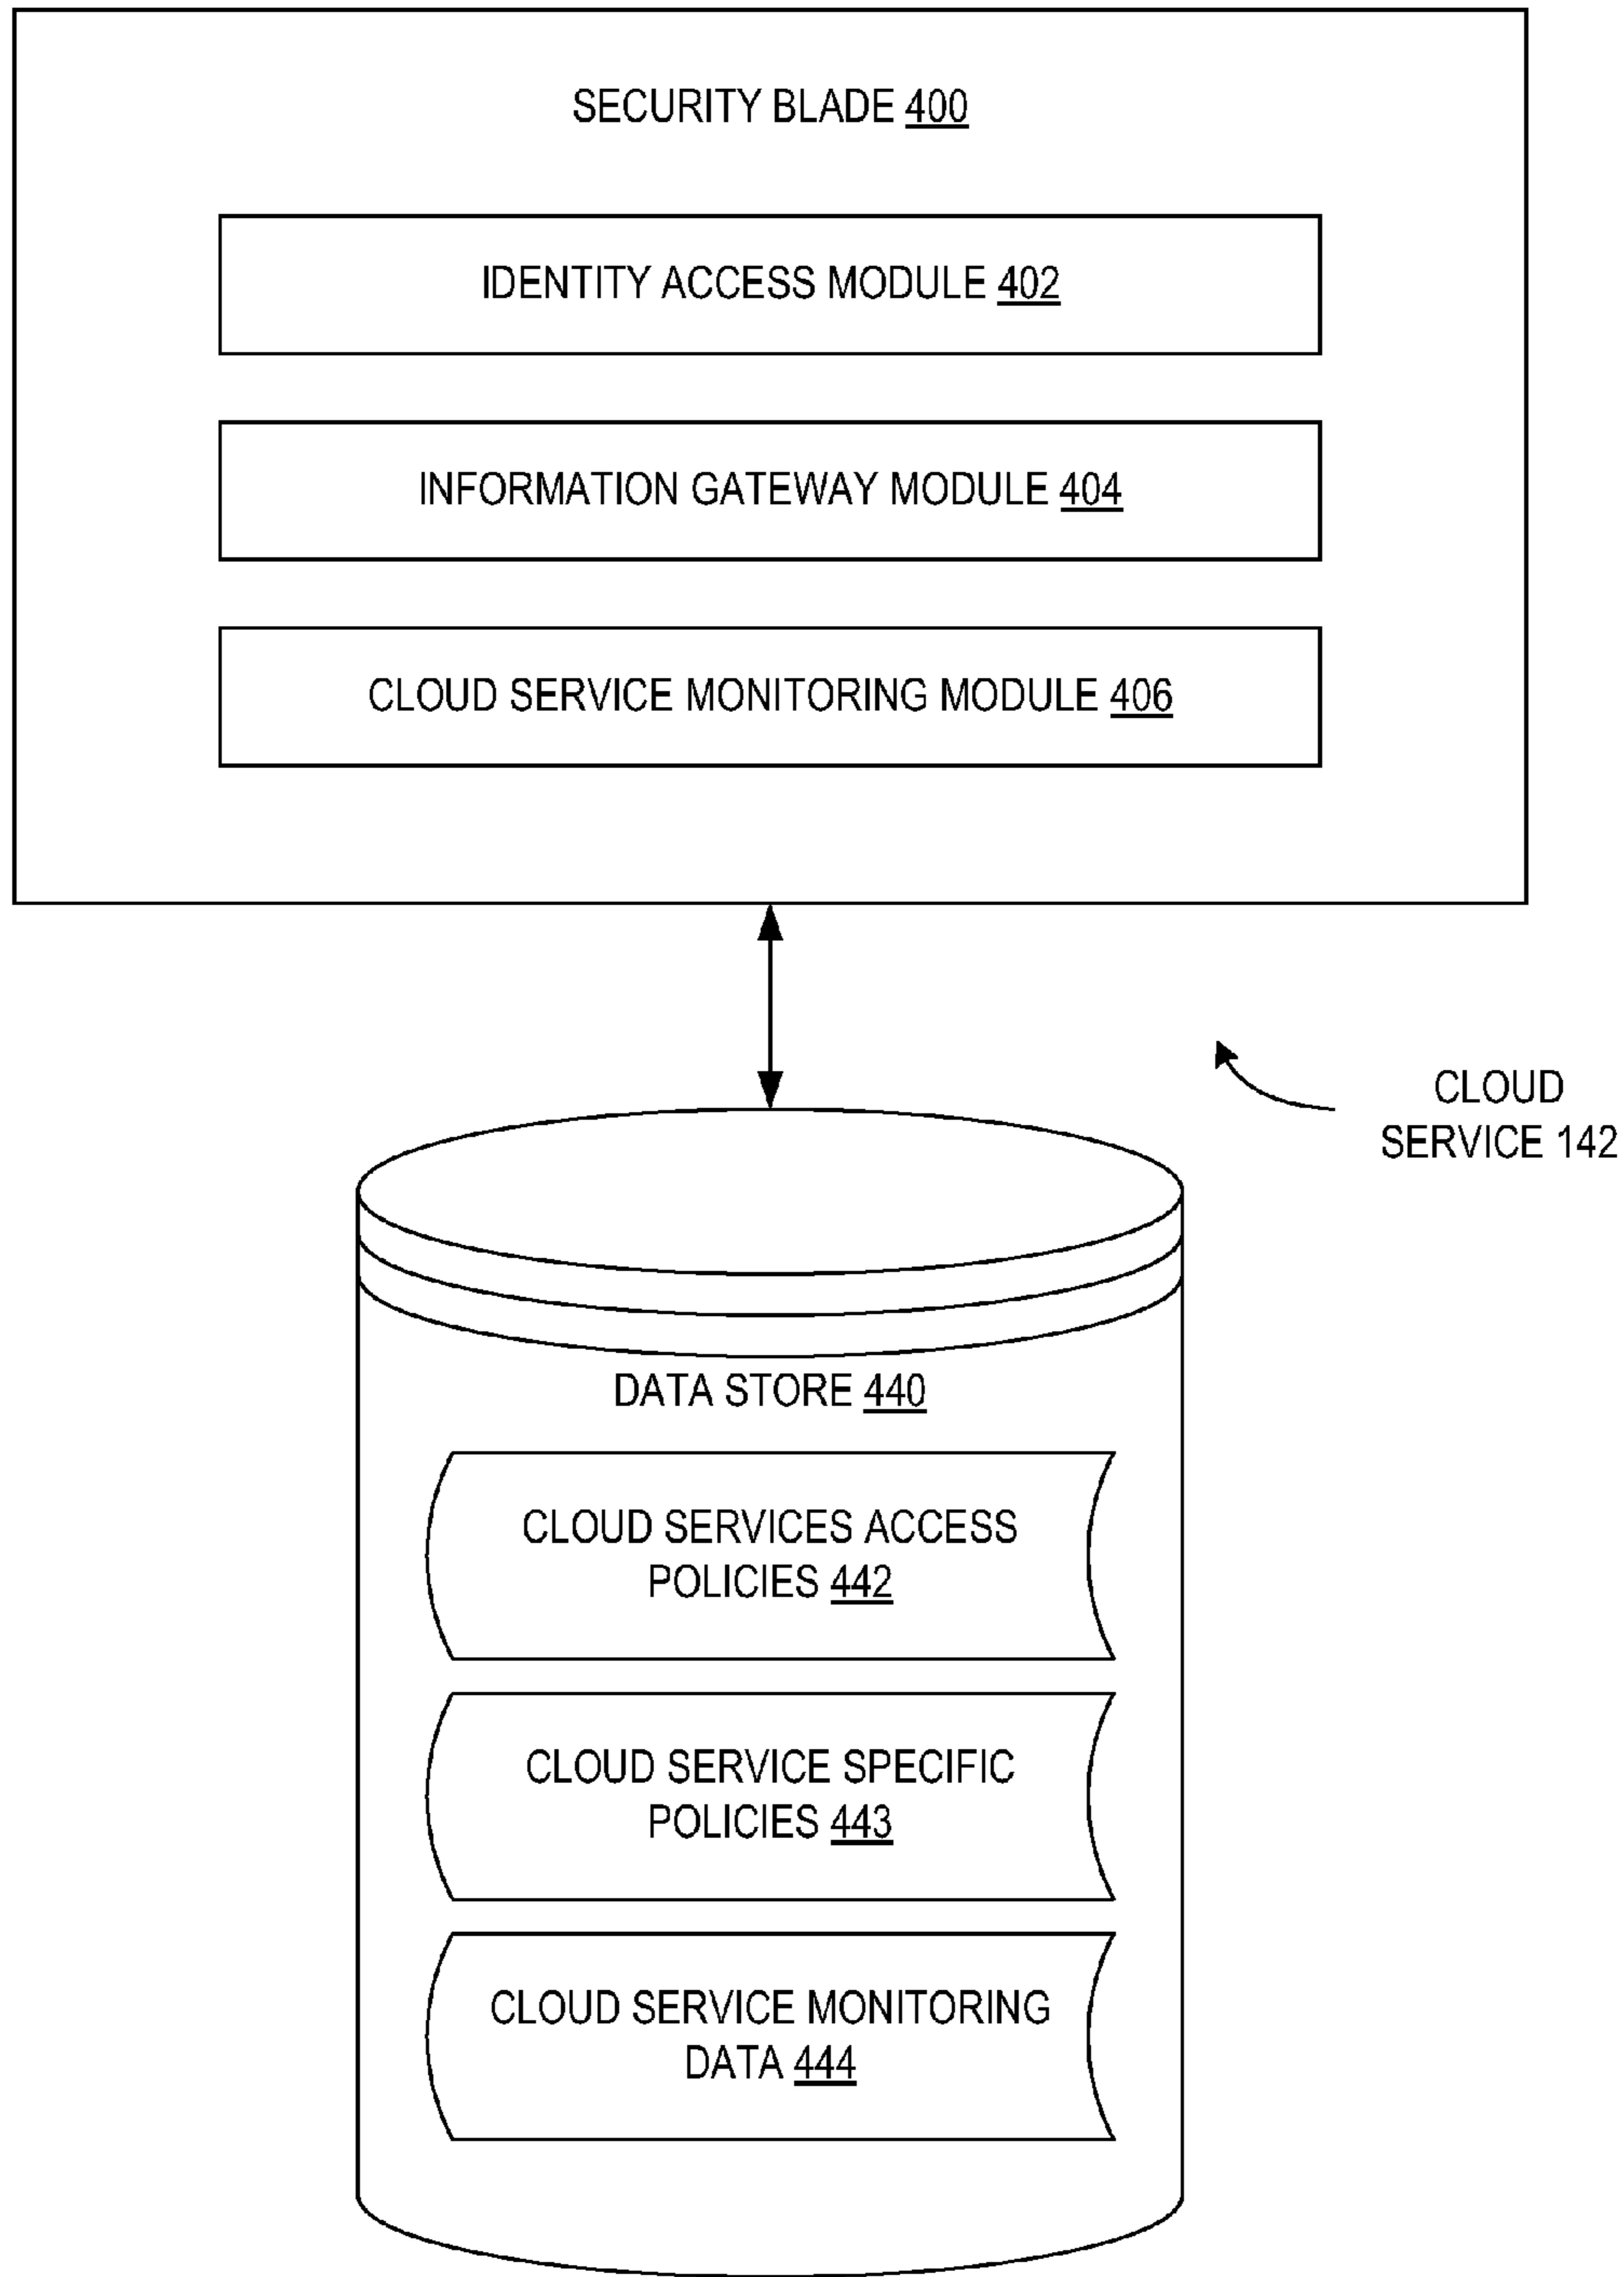 SECURITY BLADE 400
IDENTITY ACCESS MODULE 402
INFORMATION GATEWAY MODULE 404
CLOUD SERVICE MONITORING MODULE 406
CLOUD
SERVICE 142
DATA STORE 440
CLOUD SERVICES ACCESS
POLICIES 442
CLOUD SERVICE SPECIFIC
POLICIES 443
CLOUD SERVICE MONITORING
DATA 444